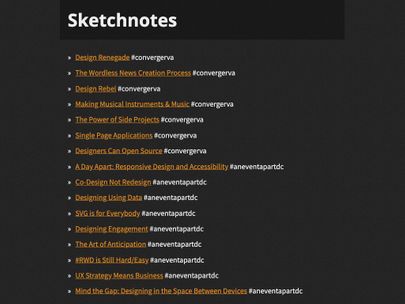 Sketchnotes
» Design Renegade #convergerva
» The Wordless News Creation Process #convergerva
» Design Rebel #convergerva
» Making Musical Instruments & Music #convergerva
» The Power of Side Projects #convergerva
» Single Page Applications #convergerva
» Designers Can Open Source #convergerva
» A Day Apart: Responsive Design and Accessibility #aneventapartdc
» Co-Design Not Redesign #aneventapartdc
» Designing Using Data #aneventapartdc
» SVG is for Everybody #aneventapartdc
» Designing Engagement #aneventapartdc
» The Art of Anticipation #aneventapartdc
» #RWD is Still Hard/Easy #aneventapartdc
» UX Strategy Means Business #aneventapartdc
» Mind the Gap: Designing in the Space Between Devices #aneventapartdc